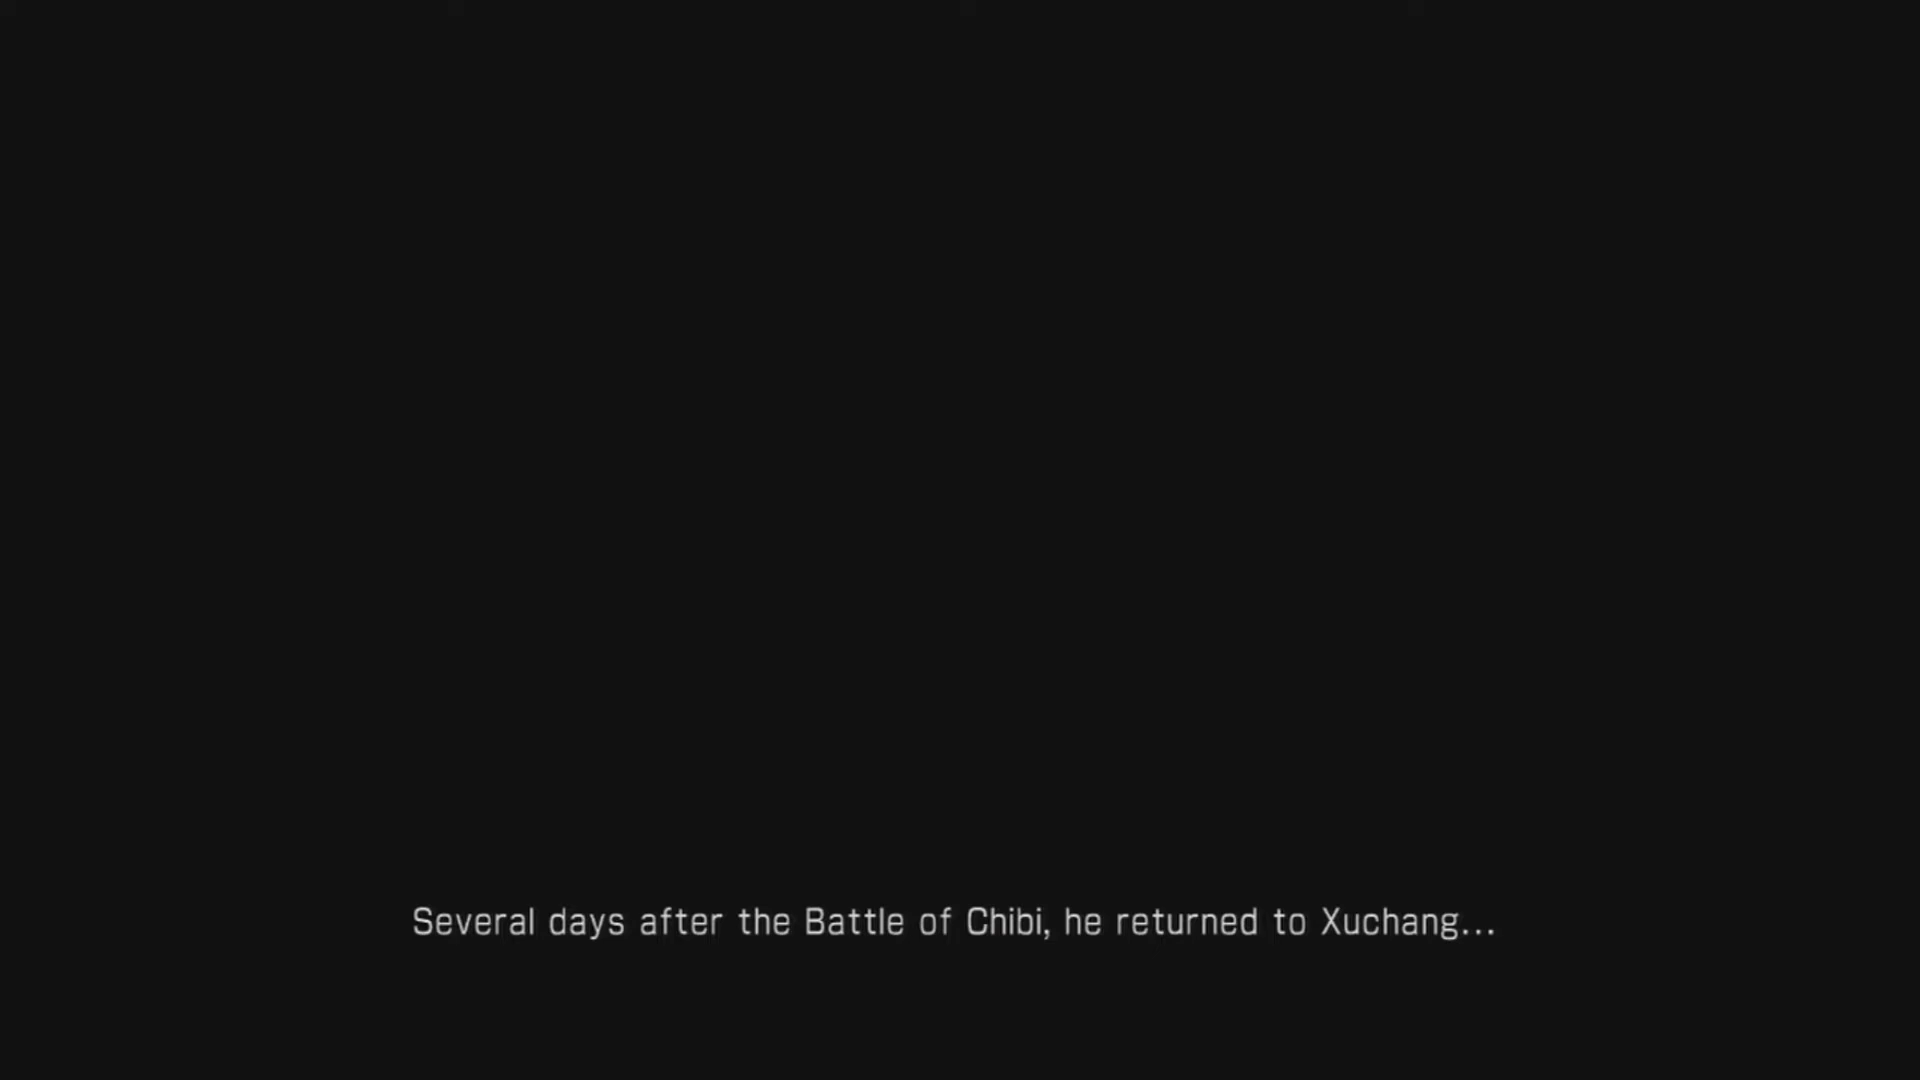 Several days after the Battle of Chibi, he returned to Xuchang...